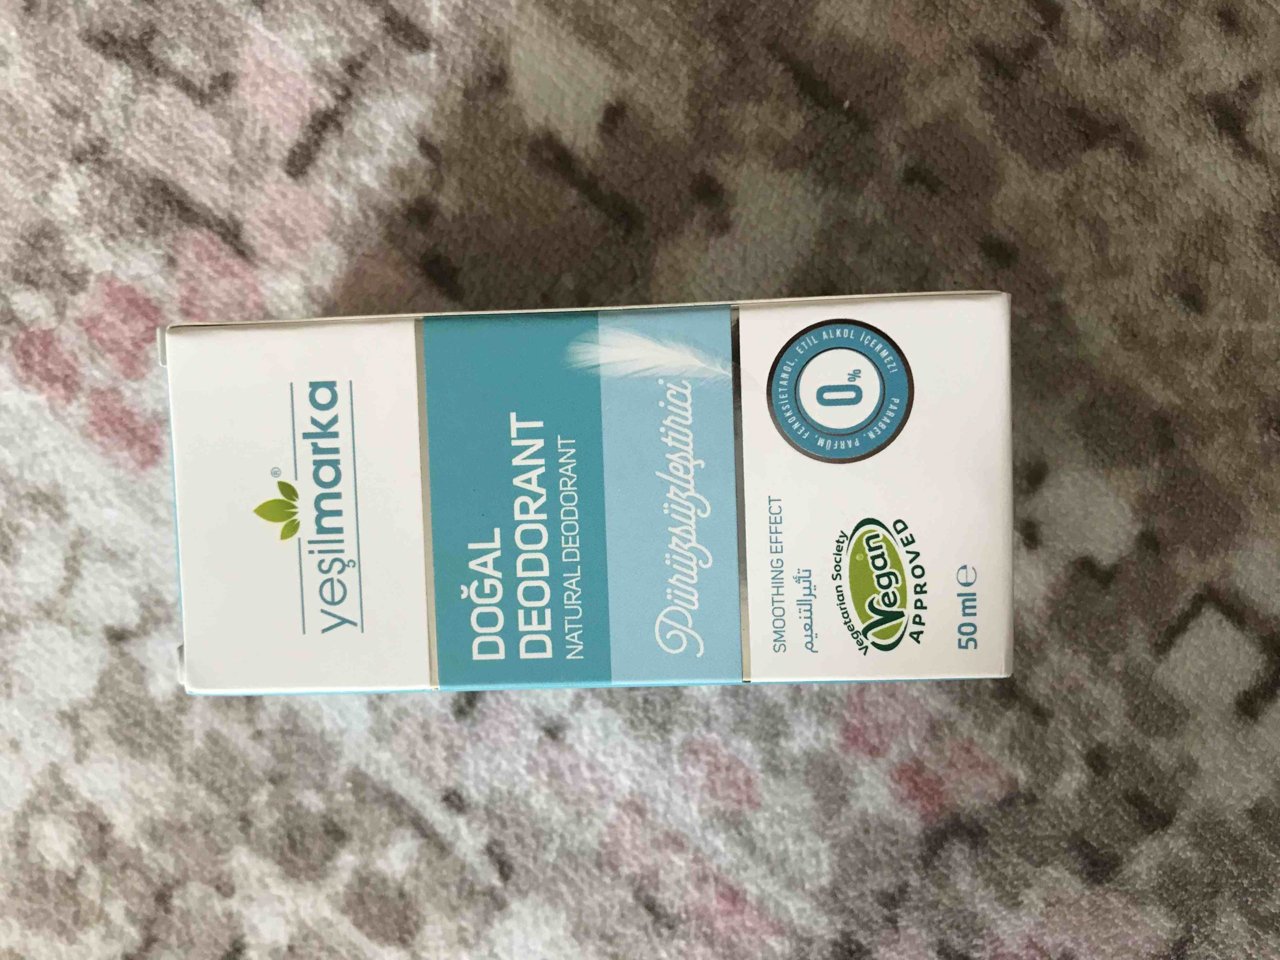 yeşilmarka®
DOĞAL
DEODORANT
NATURAL DEODORANT
Pürüzsüzleştirici
SMOOTHING EFFECT
تأثير التنعيم
0%
PARABEN, PARFÜM, FENOKSİETANOL, ETİL ALKOL İÇERMEZ!
Vegetarian Society
Vegan
APPROVED
50 ml ℮